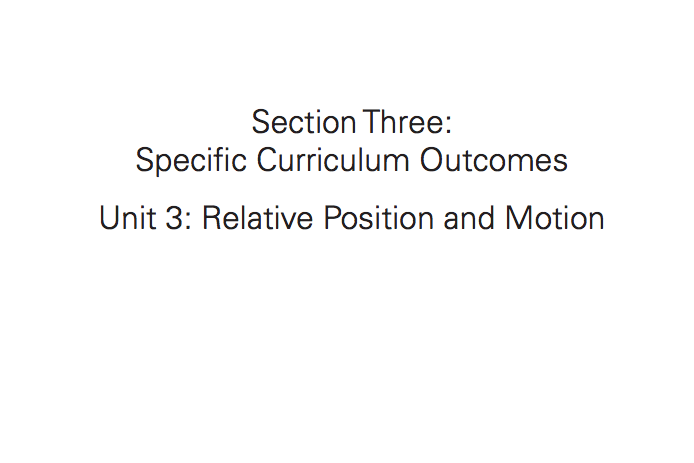 Section Three:
Specific Curriculum Outcomes
Unit 3: Relative Position and Motion